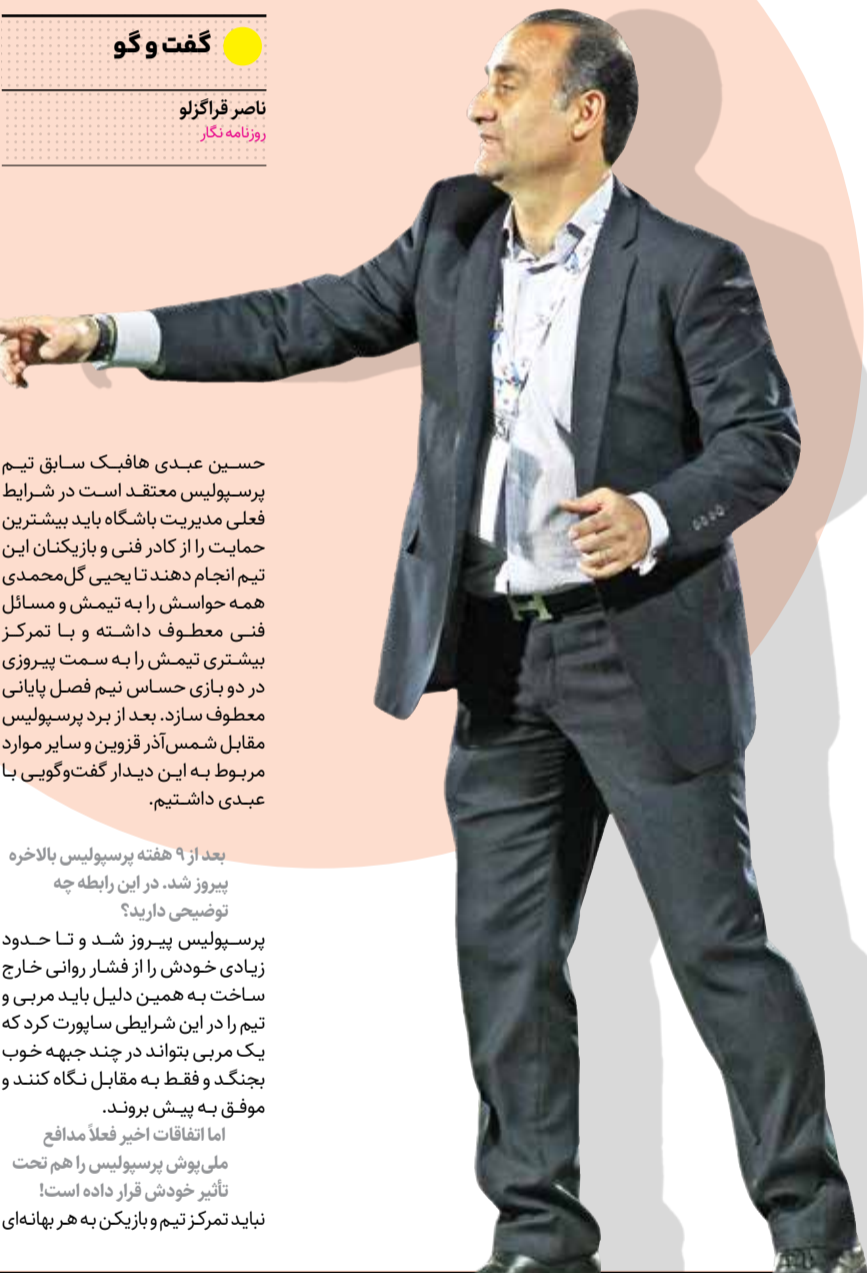 گفت و گو
ناصر قراگزلو
روزنامه نگار
حسین عبدی هافبک سابق تیم
پرسپولیس معتقد است در شرایط
فعلی مدیریت باشگاه باید بیشترین
حمایت را از کادر فنی و بازیکنان این
تیم انجام دهند تا یحیی گل‌محمدی
همه حواسش را به تیمش و مسائل
فنی معطوف داشته و با تمرکز
بیشتری تیمش را به سمت پیروزی
در دو بازی حساس نیم فصل پایانی
معطوف سازد. بعد از برد پرسپولیس
مقابل شمس‌آذر قزوین و سایر موارد
مربوط به این دیدار گفت‌وگویی با
عبدی داشتیم.
بعد از ۹ هفته پرسپولیس بالاخره
پیروز شد. در این رابطه چه
توضیحی دارید؟
پرسپولیس پیروز شد و تا حدود
زیادی خودش را از فشار روانی خارج
ساخت به همین دلیل باید مربی و
تیم را در این شرایطی ساپورت کرد که
یک مربی بتواند در چند جبهه خوب
بجنگد و فقط به مقابل نگاه کنند و
موفق به پیش بروند.
اما اتفاقات اخیر فعلاً مدافع
ملی‌پوش پرسپولیس را هم تحت
تأثیر خودش قرار داده است!
نباید تمرکز تیم و بازیکن به هر بهانه‌ای